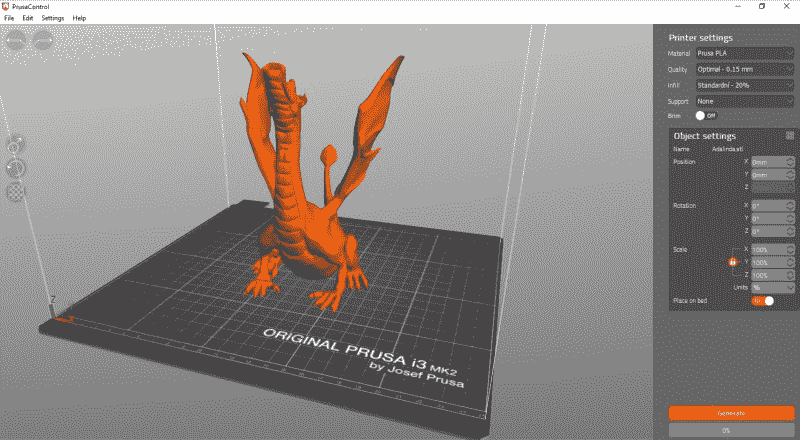 PrusaControl
File Edit Settings Help
Printer settings
Material Prusa PLA
Quality Optimal - 0.15 mm
Infill Standardní - 20%
Support None
Brim Off
Object settings
Name Adalinda.stl
Position X 0mm
Y 0mm
Z
Rotation X 0°
Y 0°
Z 0°
Scale X 100%
Y 100%
Z 100%
Units %
Place on bed
Z
ORIGINAL PRUSA i3 MK2
by Josef Prusa
Generate
0%